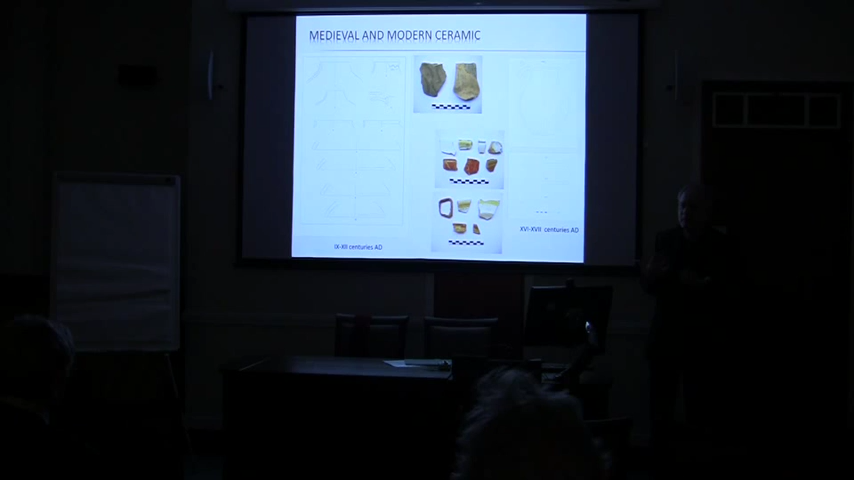 MEDIEVAL AND MODERN CERAMIC
IX-XII centuries AD
XVI-XVII centuries AD